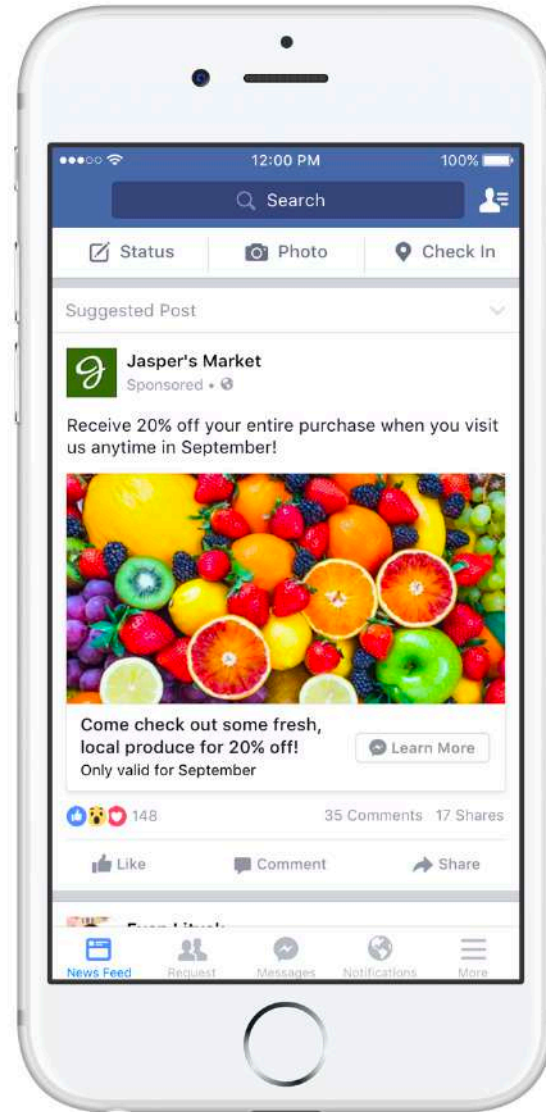 12:00 PM 100%
Search
Status Photo Check In
Suggested Post
Jasper's Market
Sponsored
Receive 20% off your entire purchase when you visit
us anytime in September!
Come check out some fresh,
local produce for 20% off!
Learn More
Only valid for September
148 35 Comments 17 Shares
Like Comment Share
News Feed Request Messages Notifications More